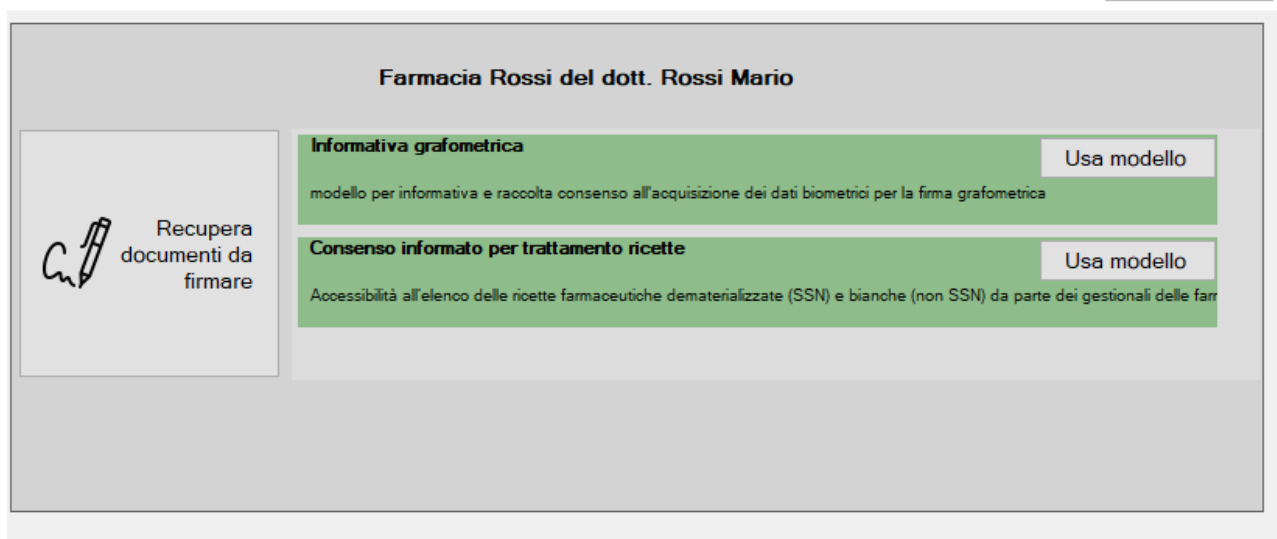 Farmacia Rossi del dott. Rossi Mario
Recupera
documenti da
firmare
Informativa grafometrica
Usa modello
modello per informativa e raccolta consenso all'acquisizione dei dati biometrici per la firma grafometrica
Consenso informato per trattamento ricette
Usa modello
Accessibilità all'elenco delle ricette farmaceutiche dematerializzate (SSN) e bianche (non SSN) da parte dei gestionali delle farm